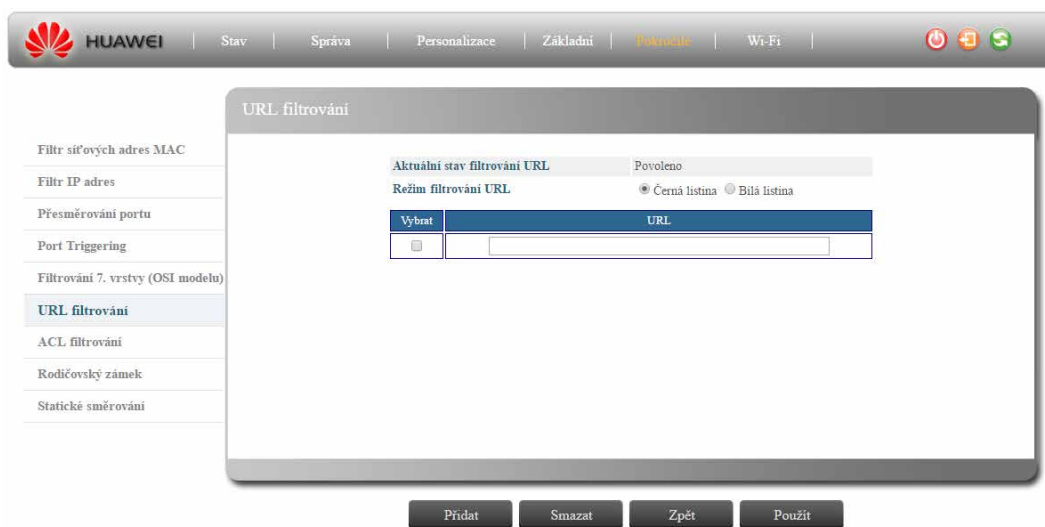 HUAWEI Stav Správa Personalizace Základní Pokročilé Wi-Fi
URL filtrování
Filtr síťových adres MAC
Filtr IP adres
Přesměrování portu
Port Triggering
Filtrování 7. vrstvy (OSI modelu)
URL filtrování
ACL filtrování
Rodičovský zámek
Statické směrování
Aktuální stav filtrování URL Povoleno
Režim filtrování URL Černá listina Bílá listina
Vybrat URL
Přidat Smazat Zpět Použít